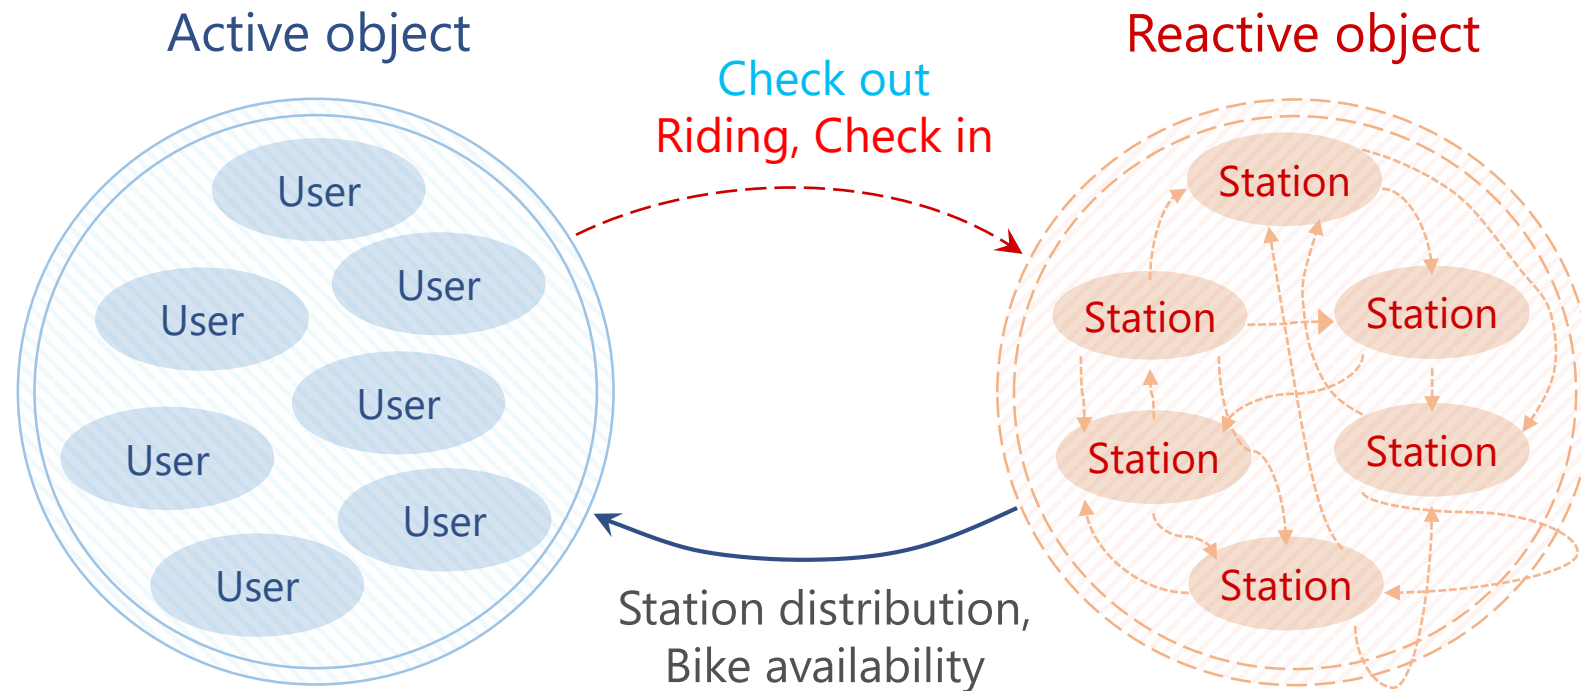 Active object
Reactive object
Check out
Riding, Check in
User
User
User
User
User
User
User
Station
Station
Station
Station
Station
Station
Station distribution,
Bike availability